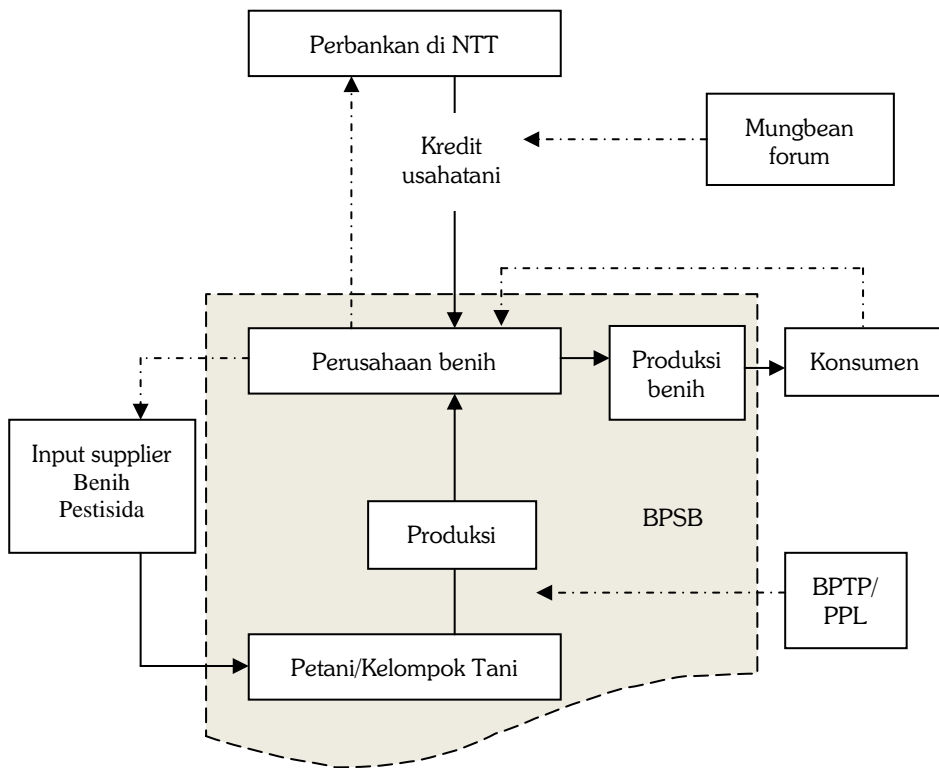 Perbankan di NTT
Mungbean
forum
Kredit
usahatani
Perusahaan benih
Produksi
benih
Konsumen
Input supplier
Benih
Pestisida
Produksi
BPSB
BPTP/
PPL
Petani/Kelompok Tani